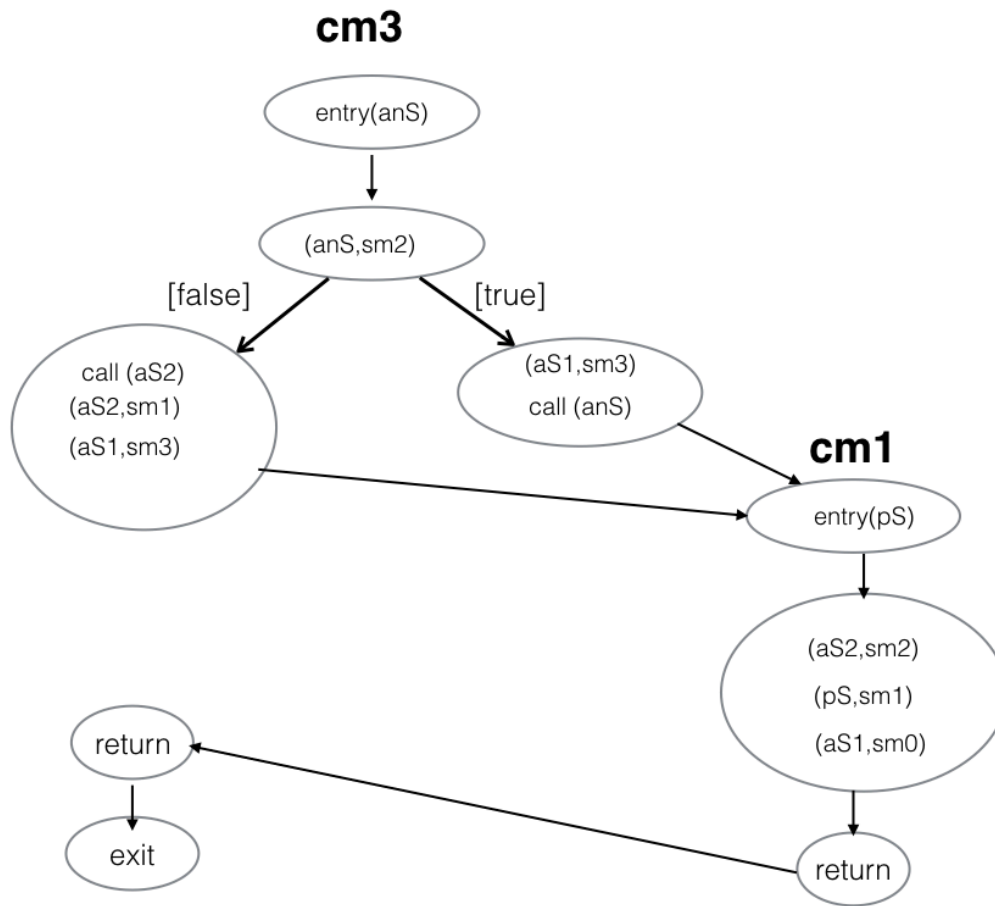 cm3
entry(anS)
(anS,sm2)
[false]
[true]
call (aS2)
(aS2,sm1)
(aS1,sm3)
(aS1,sm3)
call (anS)
cm1
entry(pS)
(aS2,sm2)
(pS,sm1)
(aS1,sm0)
return
exit
return